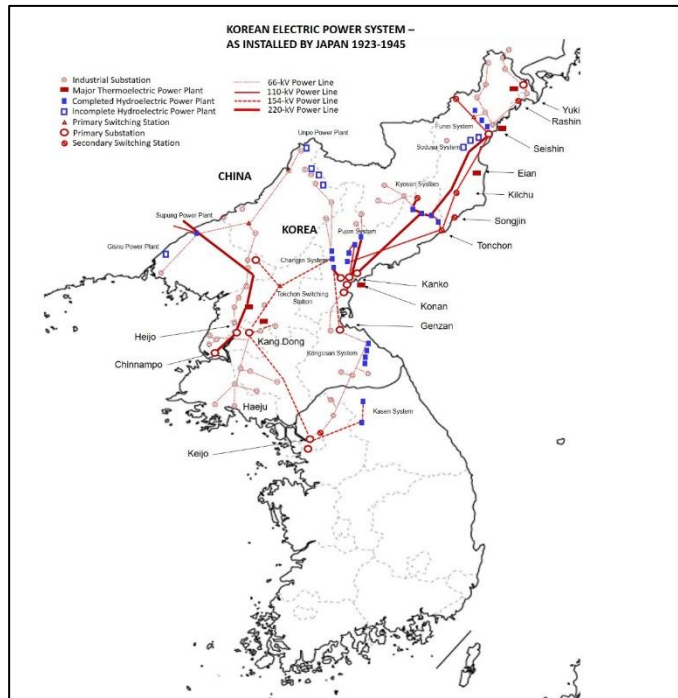 KOREAN ELECTRIC POWER SYSTEM –
AS INSTALLED BY JAPAN 1923-1945
Industrial Substation
Major Thermoelectric Power Plant
Completed Hydroelectric Power Plant
Incomplete Hydroelectric Power Plant
Primary Switching Station
Primary Substation
Secondary Switching Station
66-kV Power Line
110-kV Power Line
154-kV Power Line
220-kV Power Line
Yuki
Rashin
Funei System
Unpo Power Plant
Seishin
Sodusu System
CHINA
Eian
Kyosen System
Kilchu
Supung Power Plant
Songjin
KOREA
Pujon System
Tonchon
Gisnu Power Plant
Changjin System
Kanko
Tokchon Switching
Station
Konan
Genzan
Heijo
Kang Dong
Kongosan System
Chinnampo
Haeju
Kasen System
Keijo